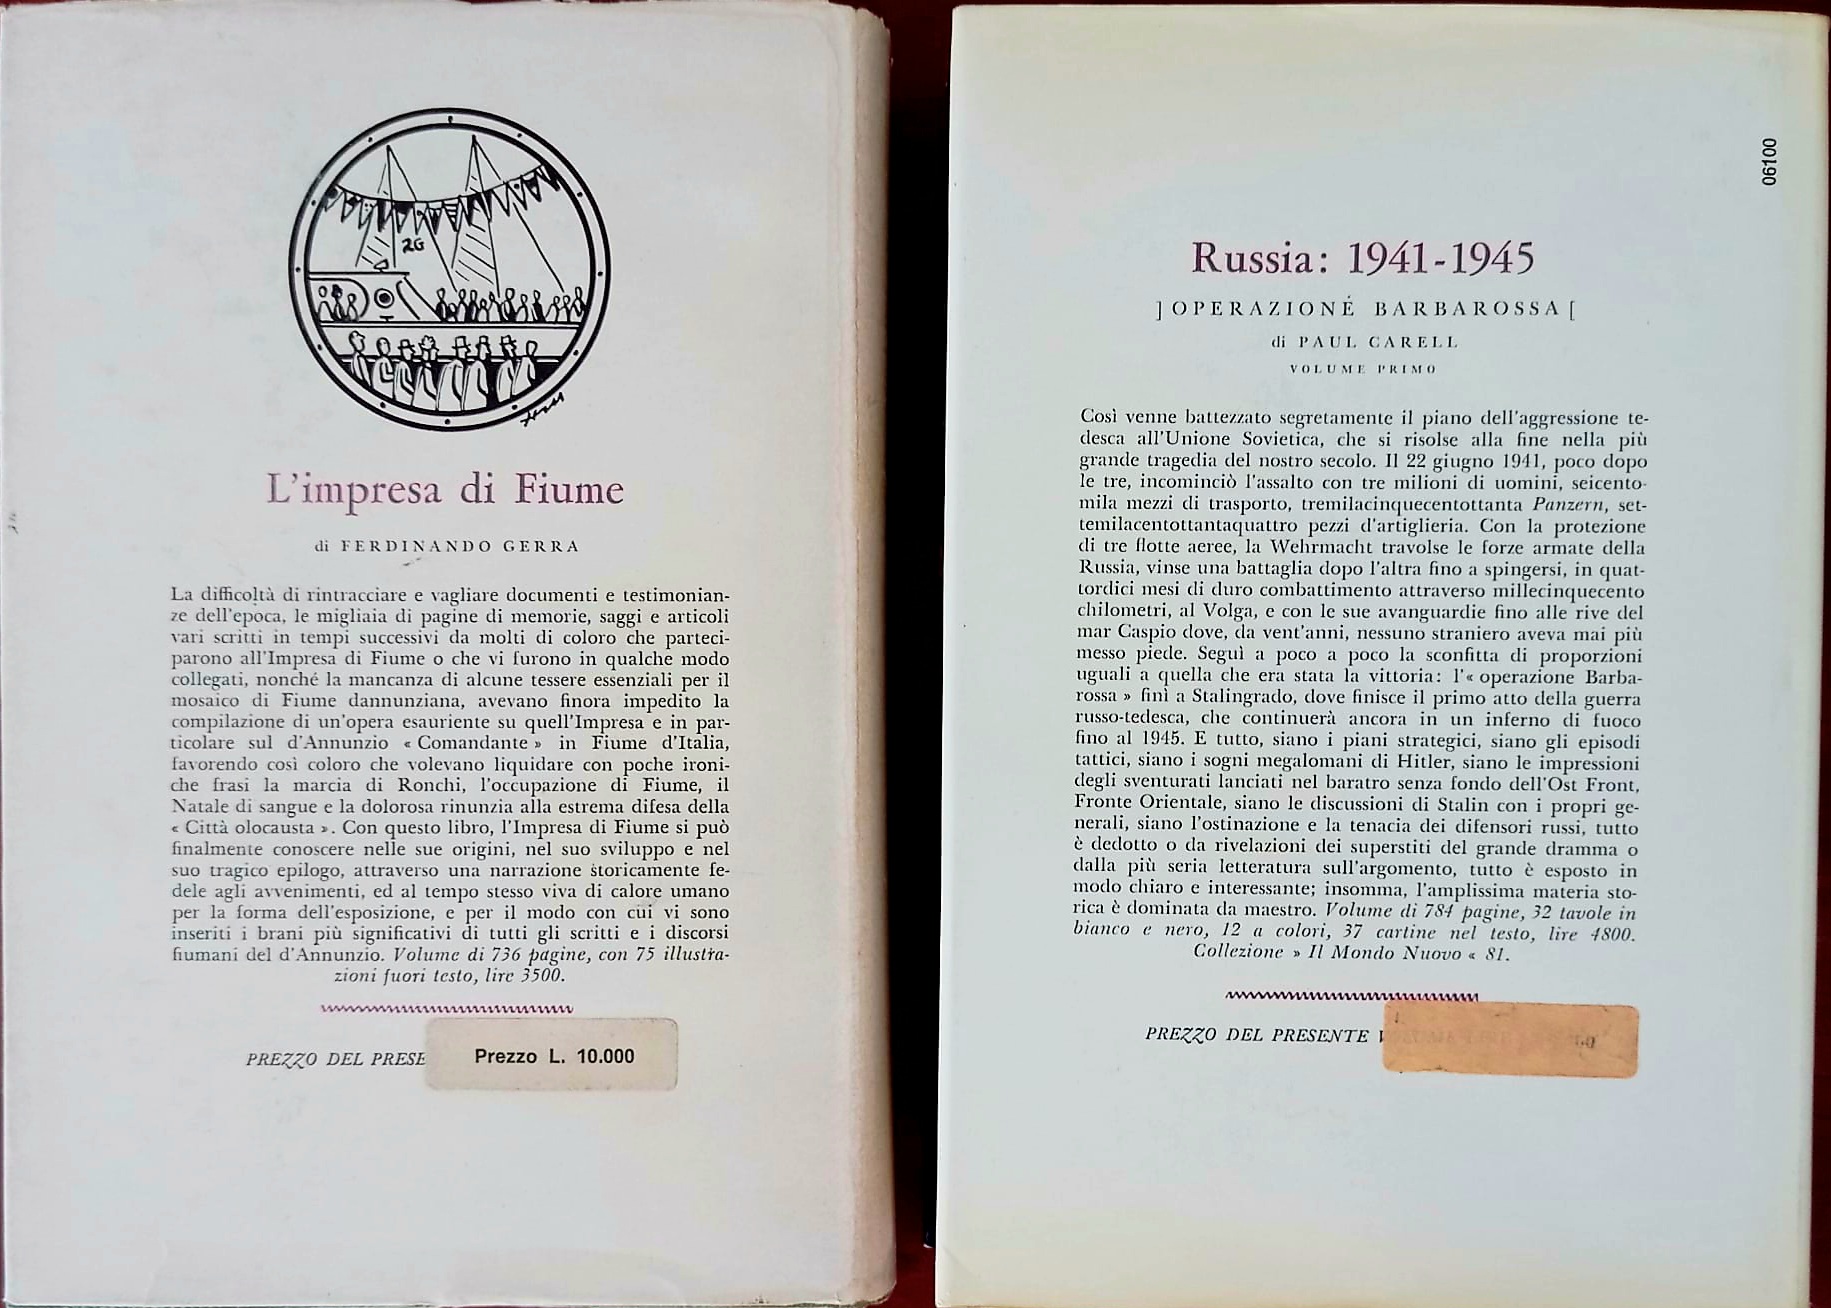 2G
L'impresa di Fiume
di FERDINANDO GERRA
La difficoltà di rintracciare e vagliare documenti e testimonian-
ze dell'epoca, le migliaia di pagine di memorie, saggi e articoli
vari scritti in tempi successivi da molti di coloro che parteci-
parono all'Impresa di Fiume o che vi furono in qualche modo
collegati, nonché la mancanza di alcune tessere essenziali per il
mosaico di Fiume dannunziana, avevano finora impedito la
compilazione di un'opera esauriente su quell'Impresa e in par-
ticolare sul d'Annunzio « Comandante » in Fiume d'Italia,
favorendo così coloro che volevano liquidare con poche ironi-
che frasi la marcia di Ronchi, l'occupazione di Fiume, il
Natale di sangue e la dolorosa rinunzia alla estrema difesa della
« Città olocausta ». Con questo libro, l'Impresa di Fiume si può
finalmente conoscere nelle sue origini, nel suo sviluppo e nel
suo tragico epilogo, attraverso una narrazione storicamente fe-
dele agli avvenimenti, ed al tempo stesso viva di calore umano
per la forma dell'esposizione, e per il modo con cui vi sono
inseriti i brani più significativi di tutti gli scritti e i discorsi
fiumani del d'Annunzio. Volume di 736 pagine, con 75 illustra-
zioni fuori testo, lire 3500.
PREZZO DEL PRESE
Prezzo L. 10.000
06100
Russia: 1941-1945
] OPERAZIONE BARBAROSSA [
di PAUL CARELL
VOLUME PRIMO
Così venne battezzato segretamente il piano dell'aggressione te-
desca all'Unione Sovietica, che si risolse alla fine nella più
grande tragedia del nostro secolo. Il 22 giugno 1941, poco dopo
le tre, incominciò l'assalto con tre milioni di uomini, seicento-
mila mezzi di trasporto, tremilacinquecentottanta Panzern, set-
temilacentottantaquattro pezzi d'artiglieria. Con la protezione
di tre flotte aeree, la Wehrmacht travolse le forze armate della
Russia, vinse una battaglia dopo l'altra fino a spingersi, in quat-
tordici mesi di duro combattimento attraverso millecinquecento
chilometri, al Volga, e con le sue avanguardie fino alle rive del
mar Caspio dove, da vent'anni, nessuno straniero aveva mai più
messo piede. Seguì a poco a poco la sconfitta di proporzioni
uguali a quella che era stata la vittoria: l'« operazione Barba-
rossa » finì a Stalingrado, dove finisce il primo atto della guerra
russo-tedesca, che continuerà ancora in un inferno di fuoco
fino al 1945. E tutto, siano i piani strategici, siano gli episodi
tattici, siano i sogni megalomani di Hitler, siano le impressioni
degli sventurati lanciati nel baratro senza fondo dell'Ost Front,
Fronte Orientale, siano le discussioni di Stalin con i propri ge-
nerali, siano l'ostinazione e la tenacia dei difensori russi, tutto
è dedotto o da rivelazioni dei superstiti del grande dramma o
dalla più seria letteratura sull'argomento, tutto è esposto in
modo chiaro e interessante; insomma, l'amplissima materia sto-
rica è dominata da maestro. Volume di 784 pagine, 32 tavole in
bianco e nero, 12 a colori, 37 cartine nel testo, lire 4800.
Collezione » Il Mondo Nuovo « 81.
PREZZO DEL PRESENTE